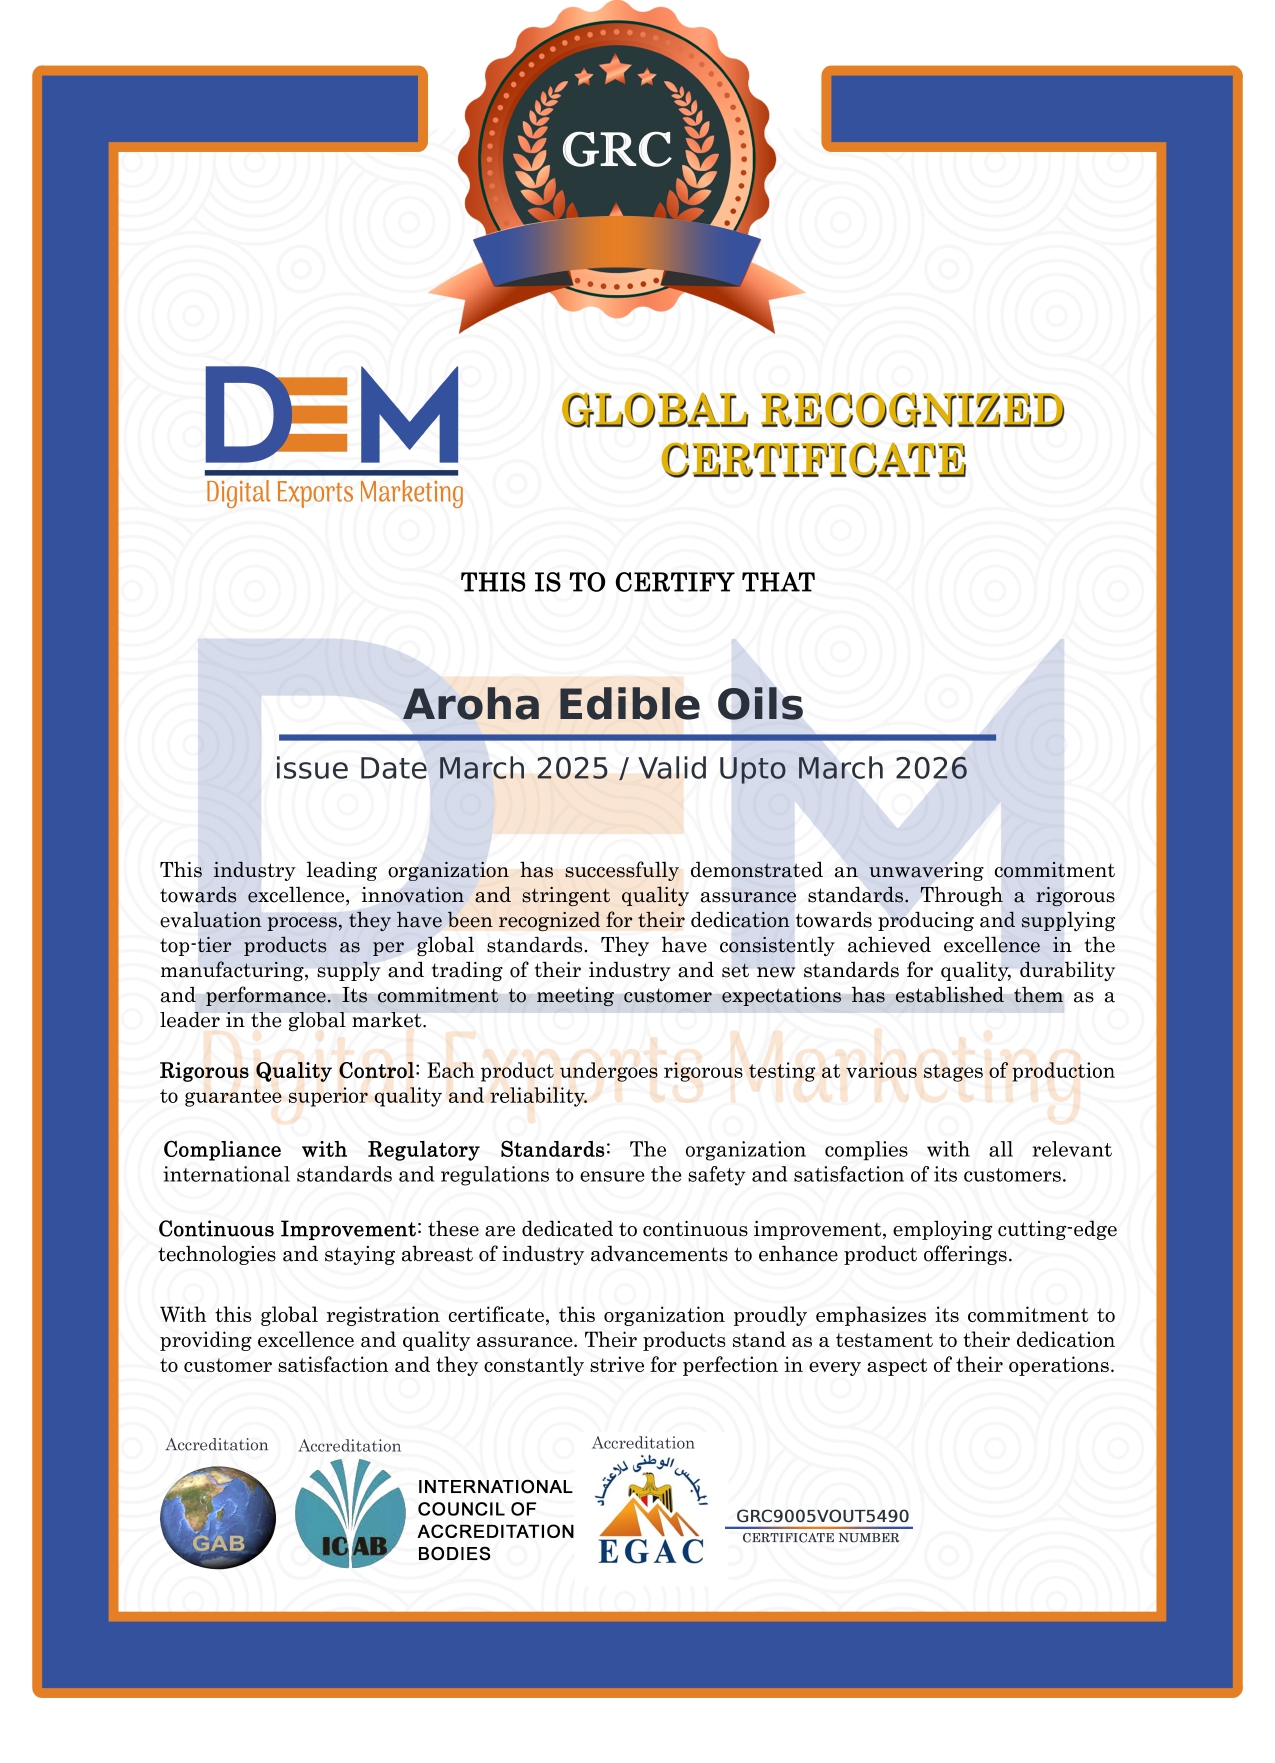 GRC
DEM
Digital Exports Marketing
GLOBAL RECOGNIZED
CERTIFICATE
THIS IS TO CERTIFY THAT
DEM
Aroha Edible Oils
issue Date March 2025 / Valid Upto March 2026
This industry leading organization has successfully demonstrated an unwavering commitment
towards excellence, innovation and stringent quality assurance standards. Through a rigorous
evaluation process, they have been recognized for their dedication towards producing and supplying
top-tier products as per global standards. They have consistently achieved excellence in the
manufacturing, supply and trading of their industry and set new standards for quality, durability
and performance. Its commitment to meeting customer expectations has established them as a
leader in the global market.
Digital Exports Marketing
Rigorous Quality Control: Each product undergoes rigorous testing at various stages of production
to guarantee superior quality and reliability.
Compliance with Regulatory Standards: The organization complies with all relevant
international standards and regulations to ensure the safety and satisfaction of its customers.
Continuous Improvement: these are dedicated to continuous improvement, employing cutting-edge
technologies and staying abreast of industry advancements to enhance product offerings.
With this global registration certificate, this organization proudly emphasizes its commitment to
providing excellence and quality assurance. Their products stand as a testament to their dedication
to customer satisfaction and they constantly strive for perfection in every aspect of their operations.
Accreditation
GAB
Accreditation
ICAB
INTERNATIONAL
COUNCIL OF
ACCREDITATION
BODIES
Accreditation
المجلس الوطنى للاعتماد
EGAC
GRC9005VOUT5490
CERTIFICATE NUMBER